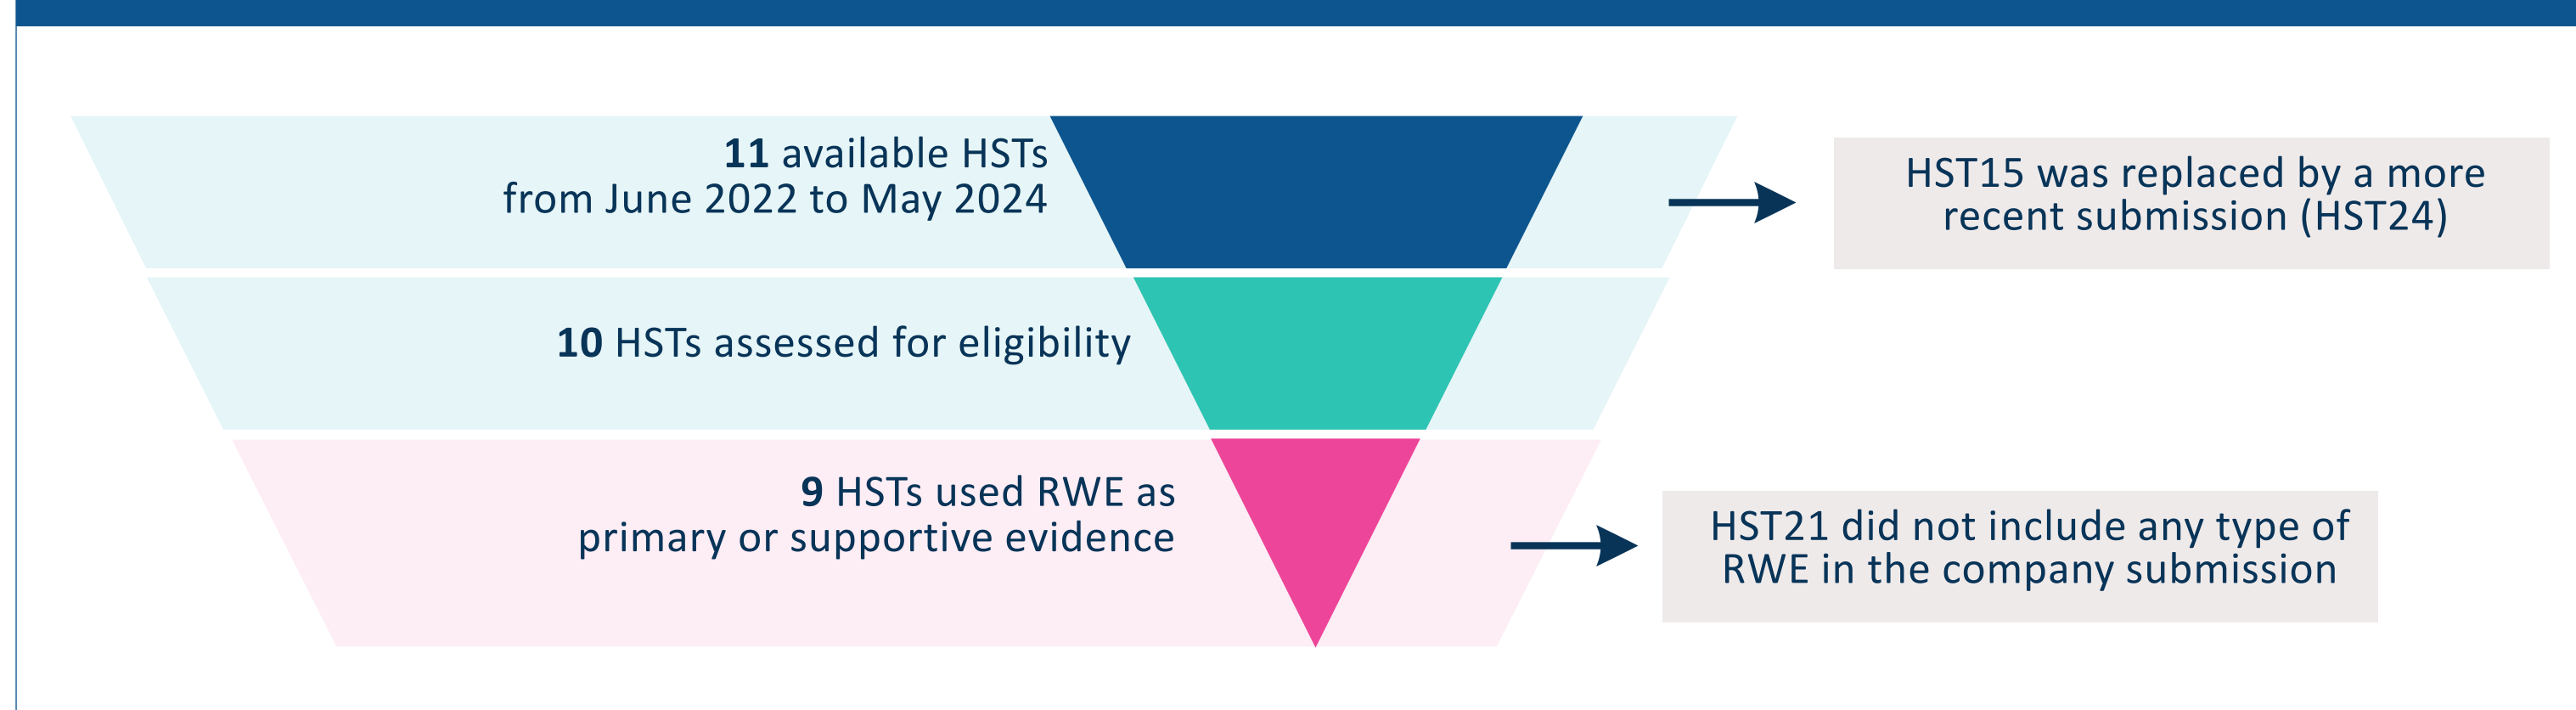 11 available HSTs
from June 2022 to May 2024
HST15 was replaced by a more
recent submission (HST24)
10 HSTs assessed for eligibility
9 HSTs used RWE as
primary or supportive evidence
HST21 did not include any type of
RWE in the company submission